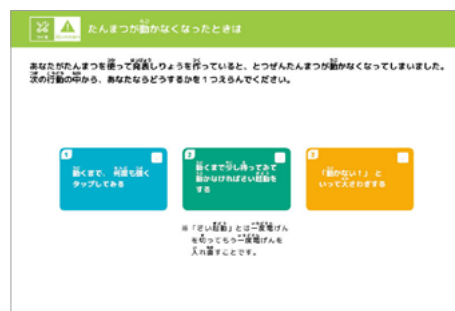 たんまつが動かなくなったときは
あなたがたんまつを使って発表しりょうを作っていると、とつぜんたんまつが動かなくなってしまいました。
次の行動の中から、あなたならどうするかを1つえらんでください。
1
動くまで、何度も強く
タップしてみる
2
動くまで少し待ってみて
動かなければさい起動を
する
3
「動かない！」と
いって大さわぎする
※「さい起動」とは一度電げん
を切ってもう一度電げんを
入れ直すことです。